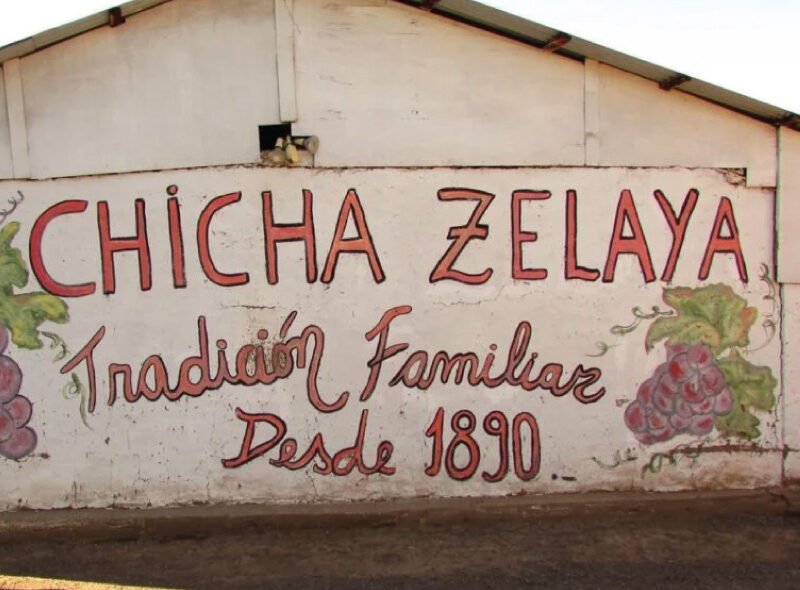 CHICHA ZELAYA
Tradición Familiar
Desde 1890